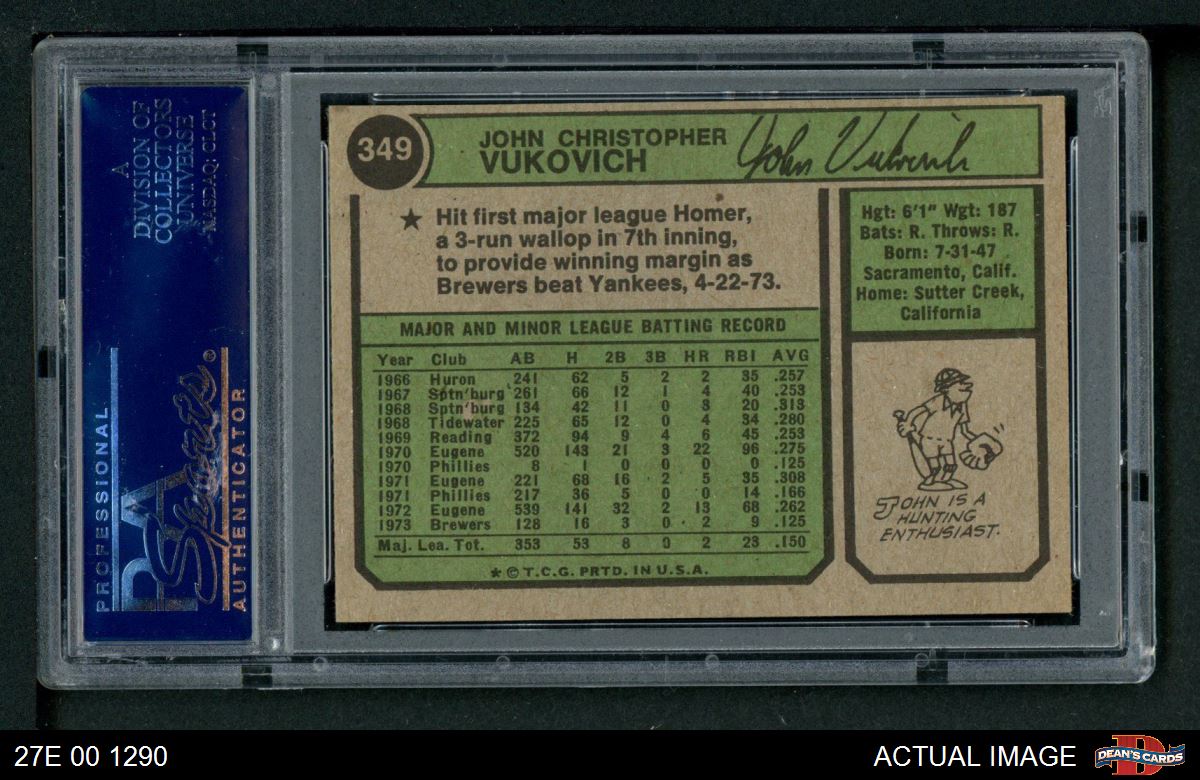 A
DIVISION OF
COLLECTORS
UNIVERSE
NASDAQ: CLCT
PROFESSIONAL
PSA
Sports
®
AUTHENTICATOR
349
JOHN CHRISTOPHER
VUKOVICH
John Vukovich
★ Hit first major league Homer,
a 3-run wallop in 7th inning,
to provide winning margin as
Brewers beat Yankees, 4-22-73.
Hgt: 6'1" Wgt: 187
Bats: R. Throws: R.
Born: 7-31-47
Sacramento, Calif.
Home: Sutter Creek,
California
MAJOR AND MINOR LEAGUE BATTING RECORD
Year Club AB H 2B 3B HR RBI AVG
1966 Huron 241 62 5 2 2 35 .257
1967 Sptn'burg 261 66 12 1 4 40 .253
1968 Sptn'burg 134 42 11 0 3 20 .313
1968 Tidewater 225 65 12 0 4 34 .280
1969 Reading 372 94 9 4 6 45 .253
1970 Eugene 520 143 21 3 22 96 .275
1970 Phillies 8 1 0 0 0 0 .125
1971 Eugene 221 68 16 2 5 35 .308
1971 Phillies 217 36 5 0 0 14 .166
1972 Eugene 539 141 32 2 13 68 .262
1973 Brewers 128 16 3 0 2 9 .125
Maj. Lea. Tot. 353 53 8 0 2 23 .150
★ © T.C.G. PRTD. IN U.S.A.
JOHN IS A
HUNTING
ENTHUSIAST.
27E 00 1290
ACTUAL IMAGE
DEAN'S CARDS